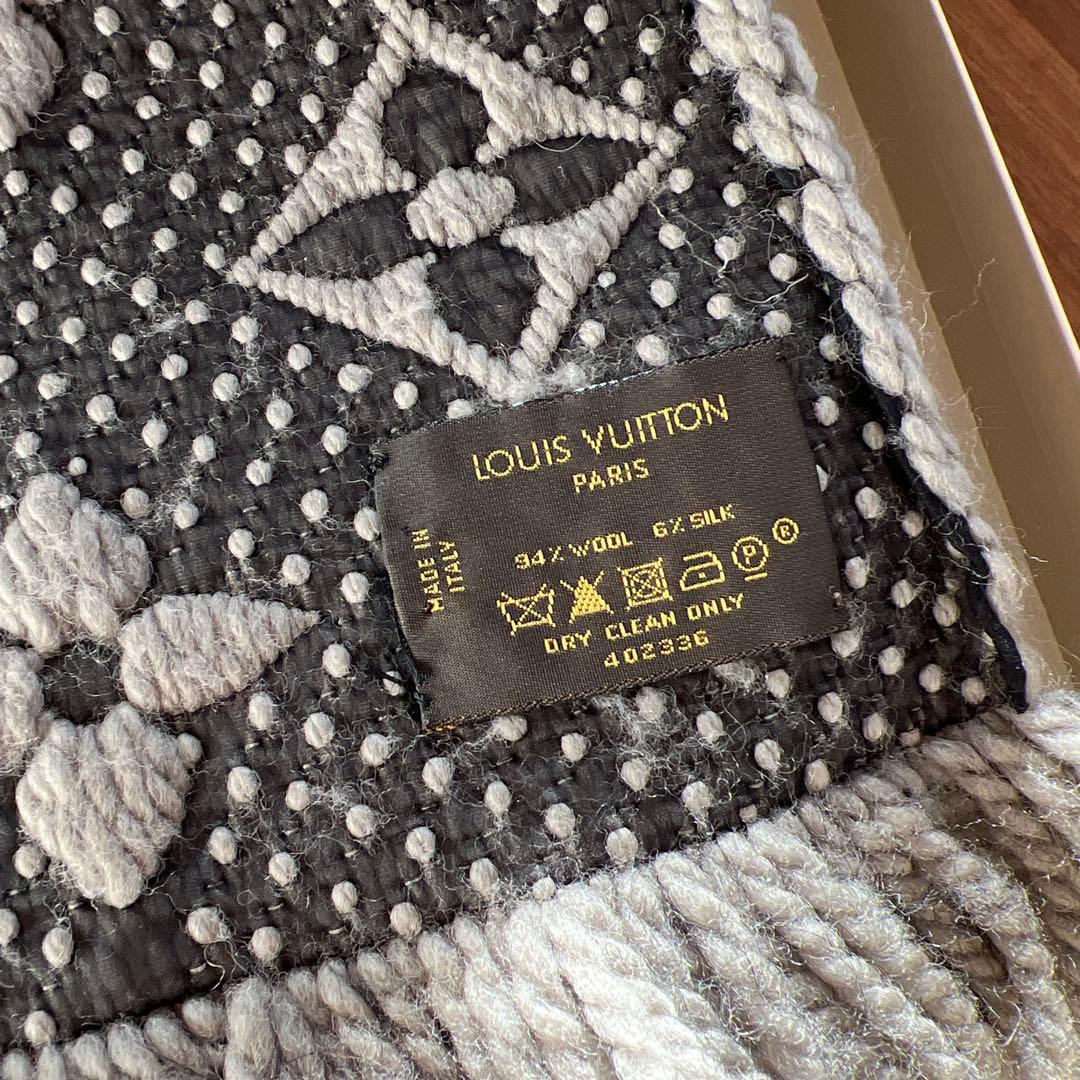 LOUIS VUITTON
PARIS
MADE IN
ITALY
94% WOOL 6% SILK
P ®
DRY CLEAN ONLY
402336